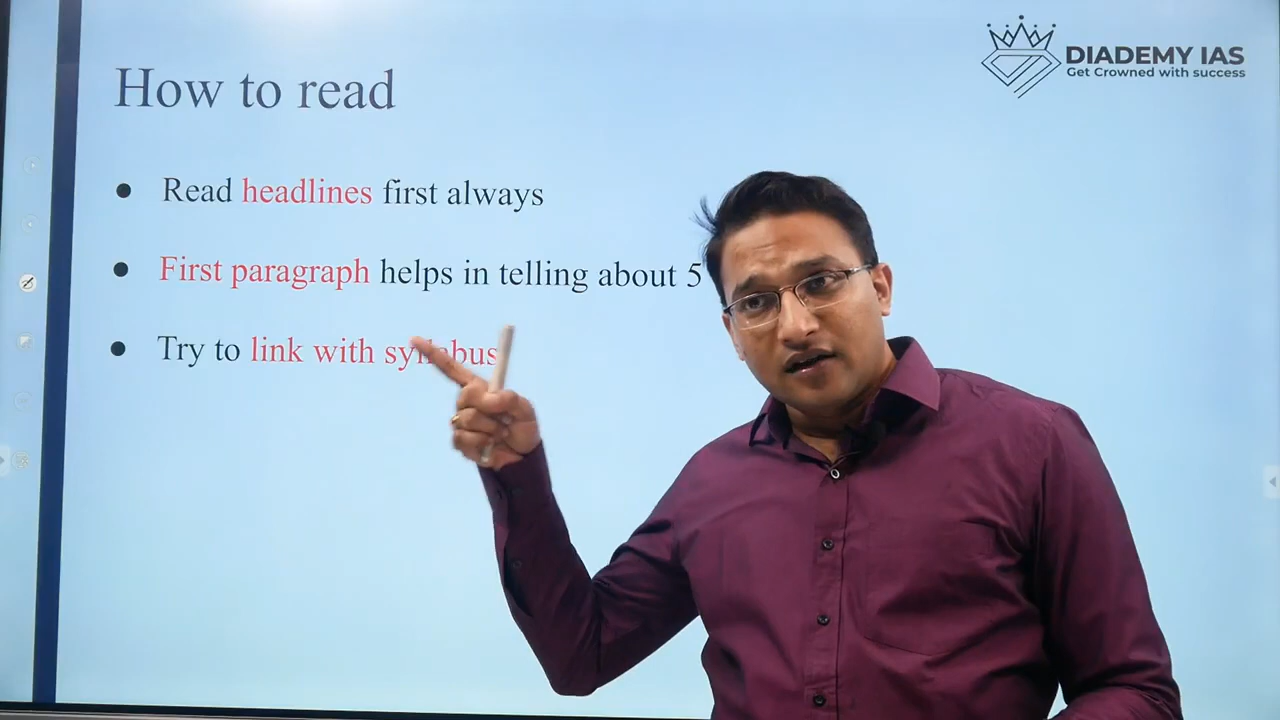 How to read
DIADEMY IAS
Get Crowned with success
● Read headlines first always
● First paragraph helps in telling about 5
● Try to link with syllabus